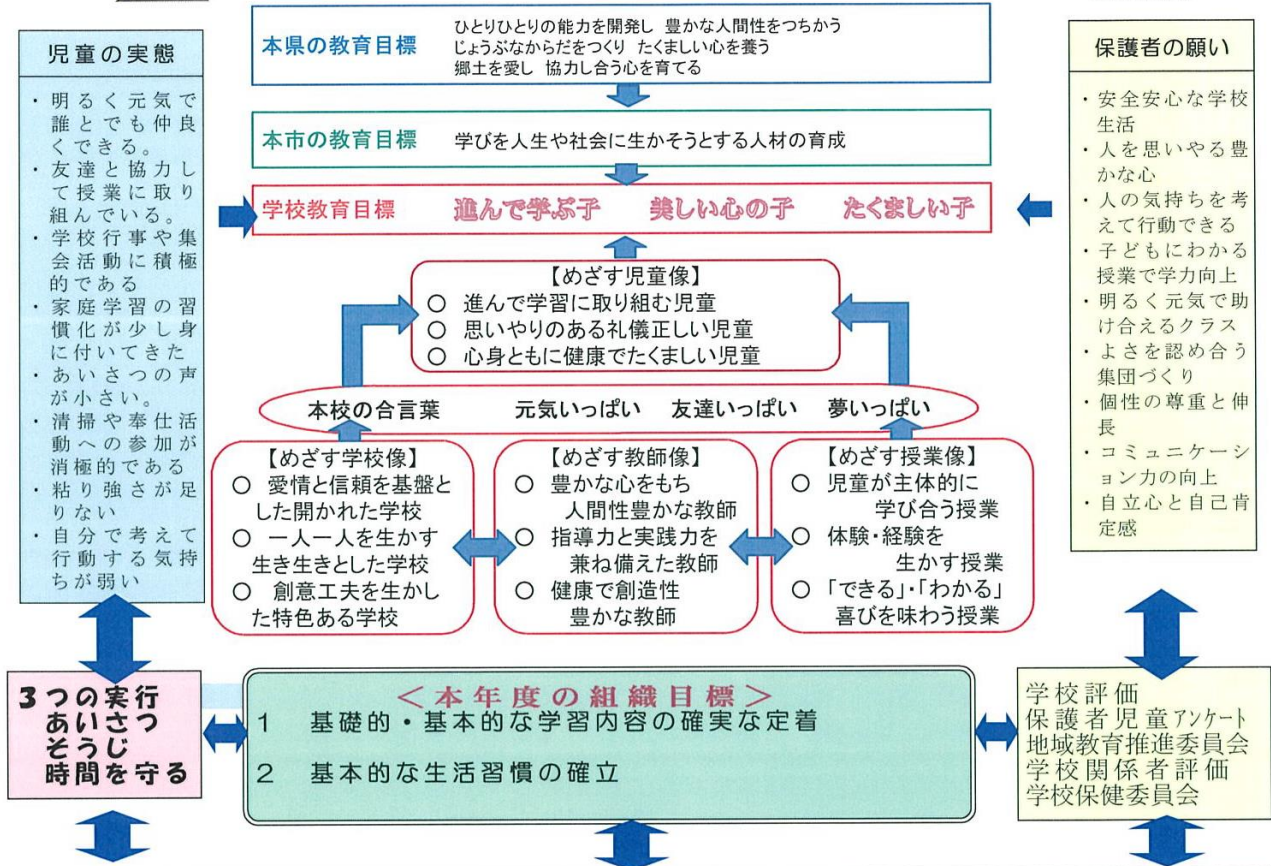 本県の教育目標
ひとりひとりの能力を開発し 豊かな人間性をつちかう
じょうぶなからだをつくり たくましい心を養う
郷土を愛し 協力し合う心を育てる
本市の教育目標
学びを人生や社会に生かそうとする人材の育成
学校教育目標 進んで学ぶ子 美しい心の子 たくましい子
児童の実態
・明るく元気で
誰とでも仲良
くできる。
・友達と協力し
て授業に取り
組んでいる。
・学校行事や集
会活動に積極
的である
・家庭学習の習
慣化が少し身
に付いてきた
・あいさつの声
が小さい。
・清掃や奉仕活
動への参加が
消極的である
・粘り強さが足
りない
・自分で考えて
行動する気持
ちが弱い
保護者の願い
・安全安心な学校
生活
・人を思いやる豊
かな心
・人の気持ちを考
えて行動できる
・子どもにわかる
授業で学力向上
・明るく元気で助
け合えるクラス
・よさを認め合う
集団づくり
・個性の尊重と伸
長
・コミュニケーシ
ョン力の向上
・自立心と自己肯
定感
【めざす児童像】
○ 進んで学習に取り組む児童
○ 思いやりのある礼儀正しい児童
○ 心身ともに健康でたくましい児童
本校の合言葉 元気いっぱい 友達いっぱい 夢いっぱい
【めざす学校像】
○ 愛情と信頼を基盤と
した開かれた学校
○ 一人一人を生かす
生き生きとした学校
○ 創意工夫を生かし
た特色ある学校
【めざす教師像】
○ 豊かな心をもち
人間性豊かな教師
○ 指導力と実践力を
兼ね備えた教師
○ 健康で創造性
豊かな教師
【めざす授業像】
○ 児童が主体的に
学び合う授業
○ 体験・経験を
生かす授業
○ 「できる」・「わかる」
喜びを味わう授業
3つの実行
あいさつ
そうじ
時間を守る
＜本年度の組織目標＞
1 基礎的・基本的な学習内容の確実な定着
2 基本的な生活習慣の確立
学校評価
保護者児童アンケート
地域教育推進委員会
学校関係者評価
学校保健委員会